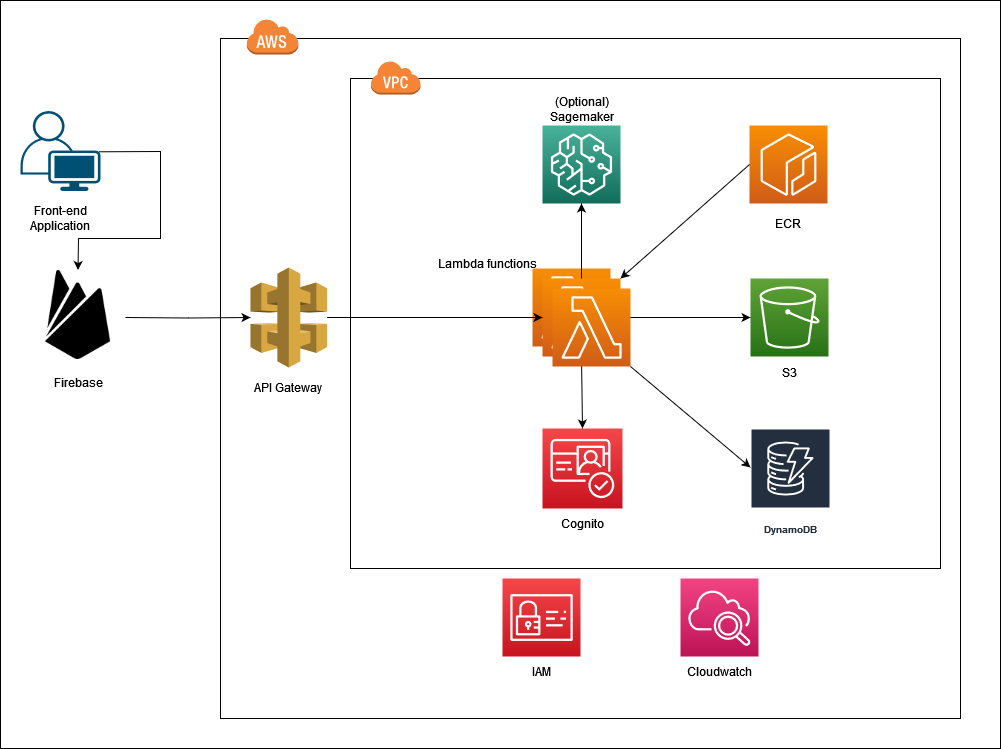 AWS
VPC
(Optional)
Sagemaker
Front-end
Application
ECR
Lambda functions
Firebase
API Gateway
S3
Cognito
DynamoDB
IAM
Cloudwatch